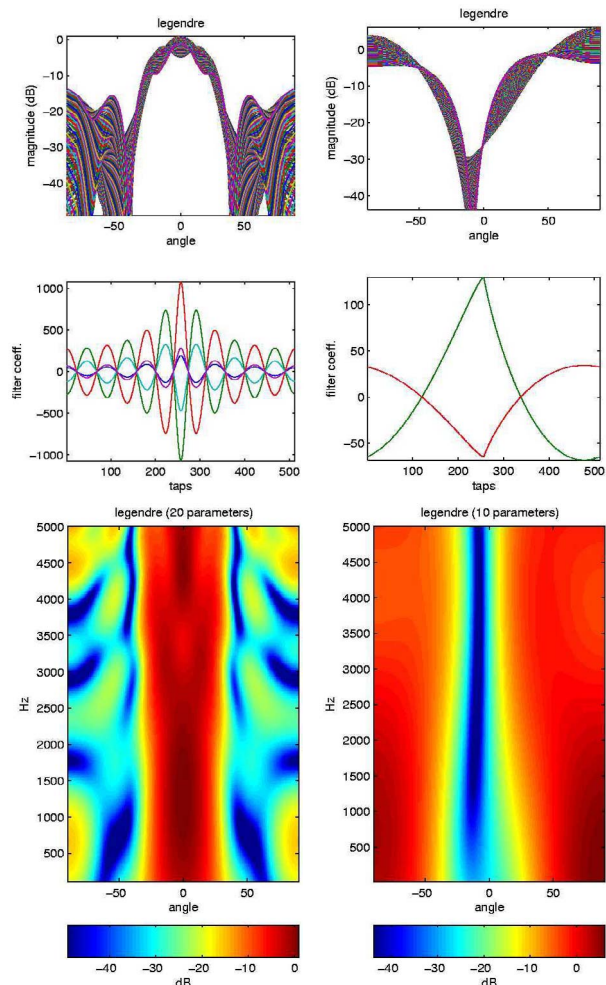 legendre
0
−10
−20
−30
−40
magnitude (dB)
−50 0 50
angle
legendre
0
−10
−20
−30
−40
magnitude (dB)
−50 0 50
angle
1000
500
0
−500
−1000
filter cceff.
100 200 300 400 500
taps
100
50
0
−50
filter coeff.
100 200 300 400 500
taps
legendre (20 parameters)
5000
4500
4000
3500
3000
2500
2000
1500
1000
500
Hz
−50 0 50
angle
legendre (10 parameters)
5000
4500
4000
3500
3000
2500
2000
1500
1000
500
Hz
−50 0 50
angle
−40 −30 −20 −10 0
dB
−40 −30 −20 −10 0
dB